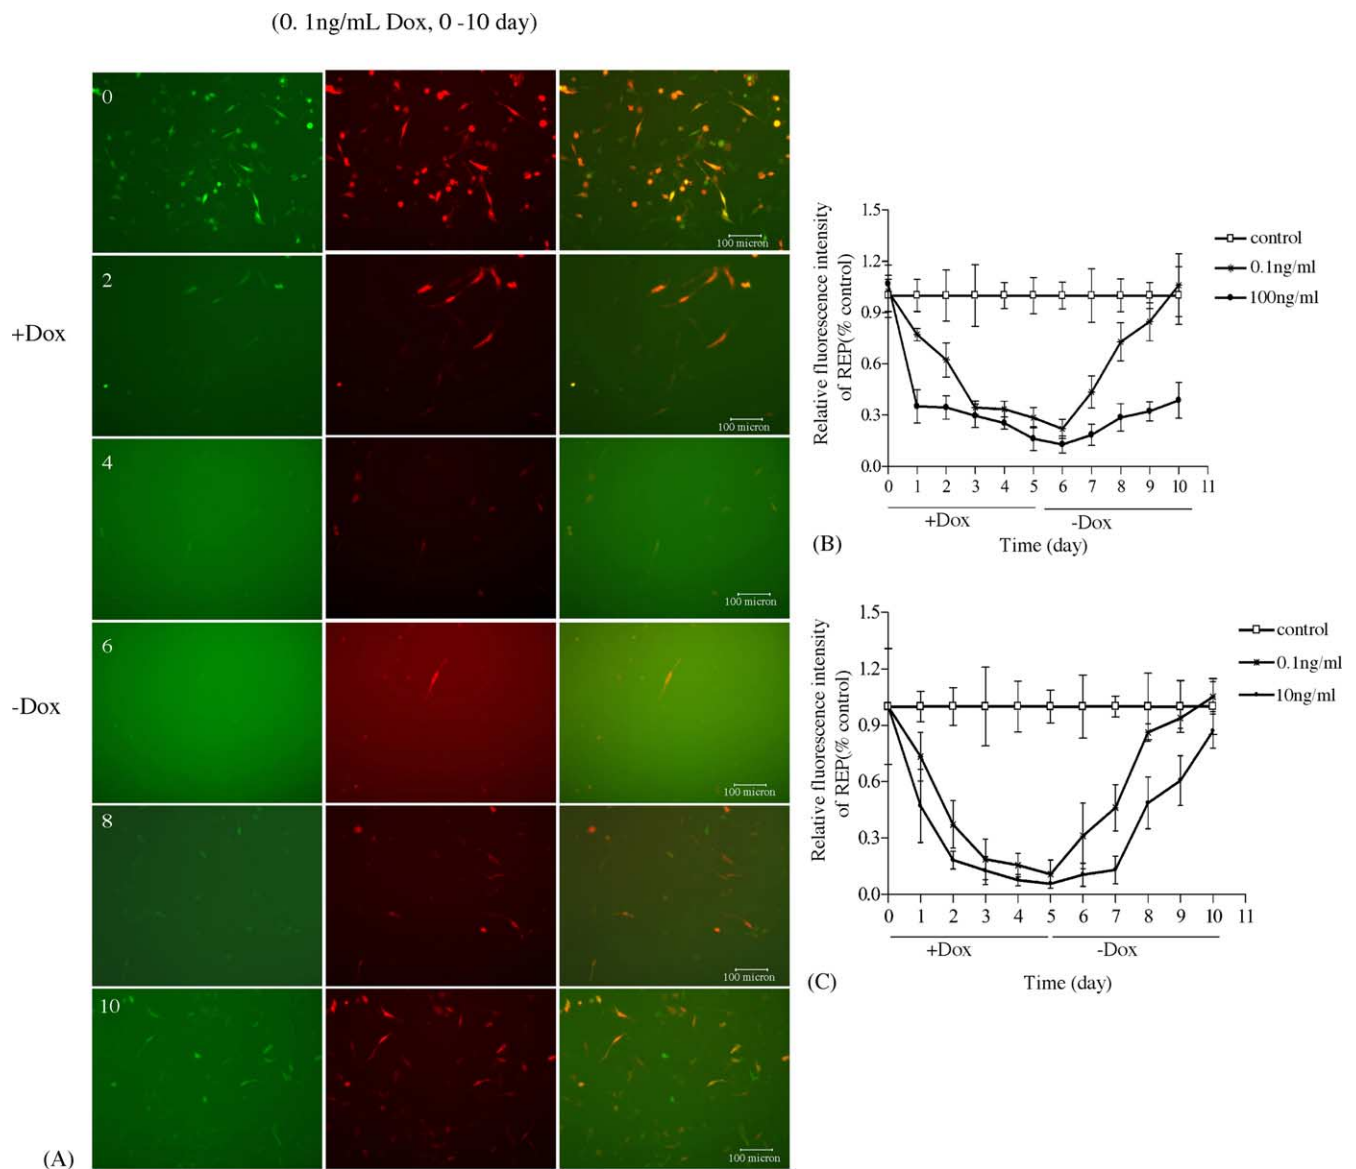 (0. 1ng/mL Dox, 0 -10 day)
0
100 micron
+Dox
2
100 micron
4
100 micron
-Dox
6
100 micron
8
100 micron
10
100 micron
(A)
Relative fluorescence intensity
of REP(% control)
1.5
1.2
0.9
0.6
0.3
0.0
0 1 2 3 4 5 6 7 8 9 10 11
+Dox -Dox
Time (day)
control
0.1ng/ml
100ng/ml
(B)
Relative fluorescence intensity
of REP(% control)
1.5
1.2
0.9
0.6
0.3
0.0
0 1 2 3 4 5 6 7 8 9 10 11
+Dox -Dox
Time (day)
control
0.1ng/ml
10ng/ml
(C)